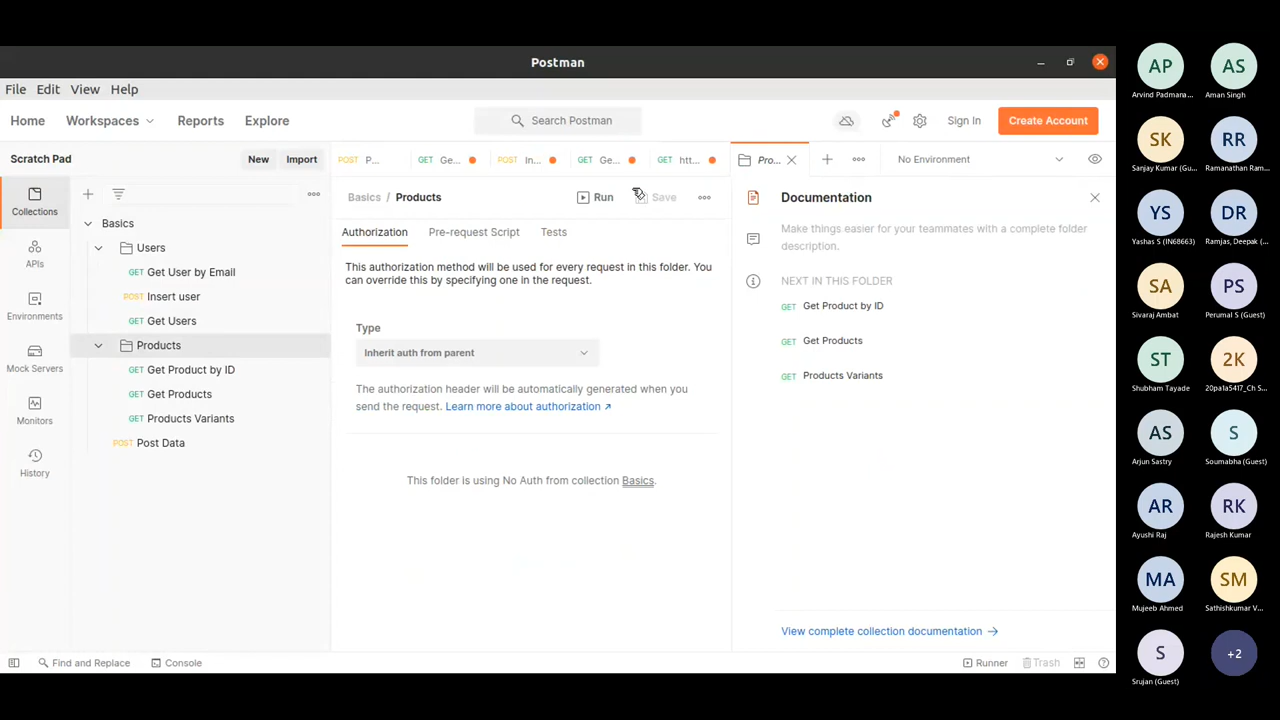 Postman
File Edit View Help
Home Workspaces Reports Explore Search Postman Sign In Create Account
Scratch Pad New Import
POST P... GET Ge... POST In... GET Ge... GET htt... Pro... No Environment
Collections
APIs
Environments
Mock Servers
Monitors
History
Basics
Users
GET Get User by Email
POST Insert user
GET Get Users
Products
GET Get Product by ID
GET Get Products
GET Products Variants
POST Post Data
Basics / Products Run Save
Authorization Pre-request Script Tests
This authorization method will be used for every request in this folder. You
can override this by specifying one in the request.
Type
Inherit auth from parent
The authorization header will be automatically generated when you
send the request. Learn more about authorization ↗
This folder is using No Auth from collection Basics.
Documentation
Make things easier for your teammates with a complete folder
description.
NEXT IN THIS FOLDER
GET Get Product by ID
GET Get Products
GET Products Variants
View complete collection documentation →
Find and Replace Console Runner Trash
AP AS
Arvind Padmana... Aman Singh
SK RR
Sanjay Kumar (Gu... Ramanathan Ram...
YS DR
Yashas S (IN68663) Ramjas, Deepak (...
SA PS
Sivaraj Ambat Perumal S (Guest)
ST 2K
Shubham Tayade 20pa1a5417_Ch S...
AS S
Arjun Sastry Soumabha (Guest)
AR RK
Ayushi Raj Rajesh Kumar
MA SM
Mujeeb Ahmed Sathishkumar V...
S +2
Srujan (Guest)